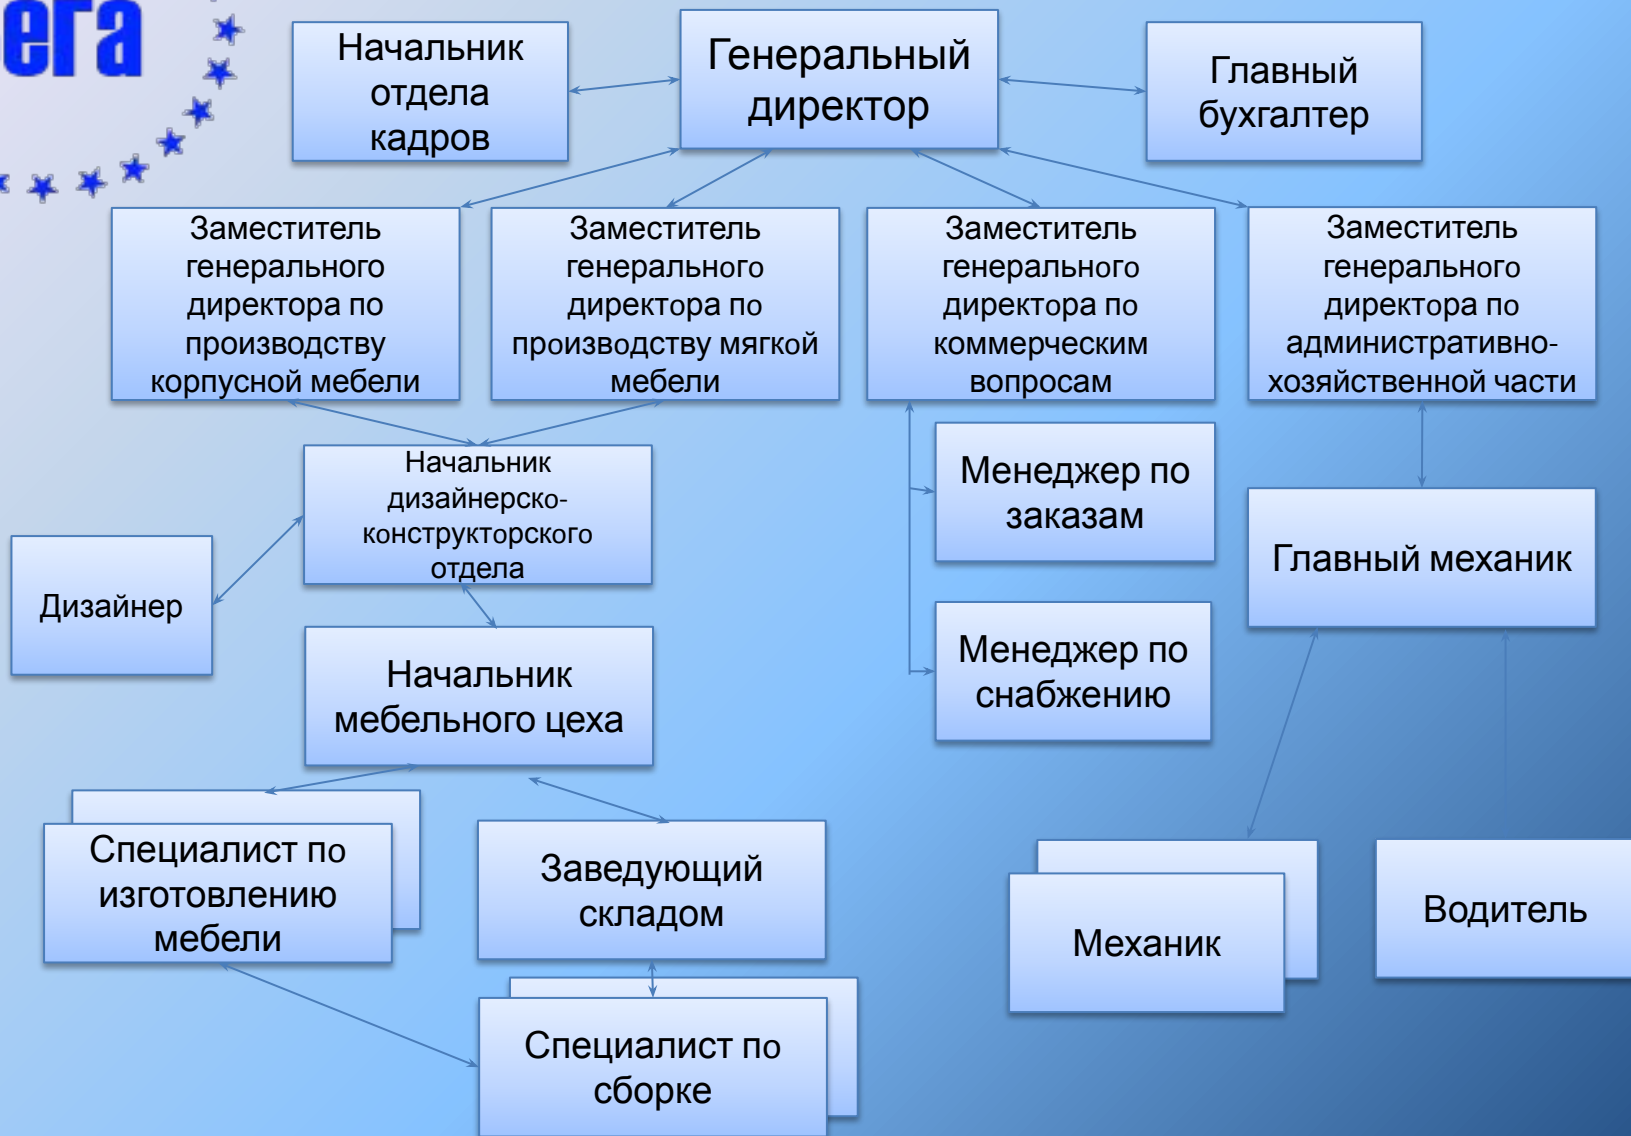 Начальник
отдела
кадров
Генеральный
директор
Главный
бухгалтер
Заместитель
генерального
директора по
производству
корпусной мебели
Заместитель
генерального
директора по
производству мягкой
мебели
Заместитель
генерального
директора по
коммерческим
вопросам
Заместитель
генерального
директора по
административно-
хозяйственной части
Начальник
дизайнерско-
конструкторского
отдела
Менеджер по
заказам
Главный механик
Дизайнер
Менеджер по
снабжению
Начальник
мебельного цеха
Специалист по
изготовлению
мебели
Заведующий
складом
Механик
Водитель
Специалист по
сборке